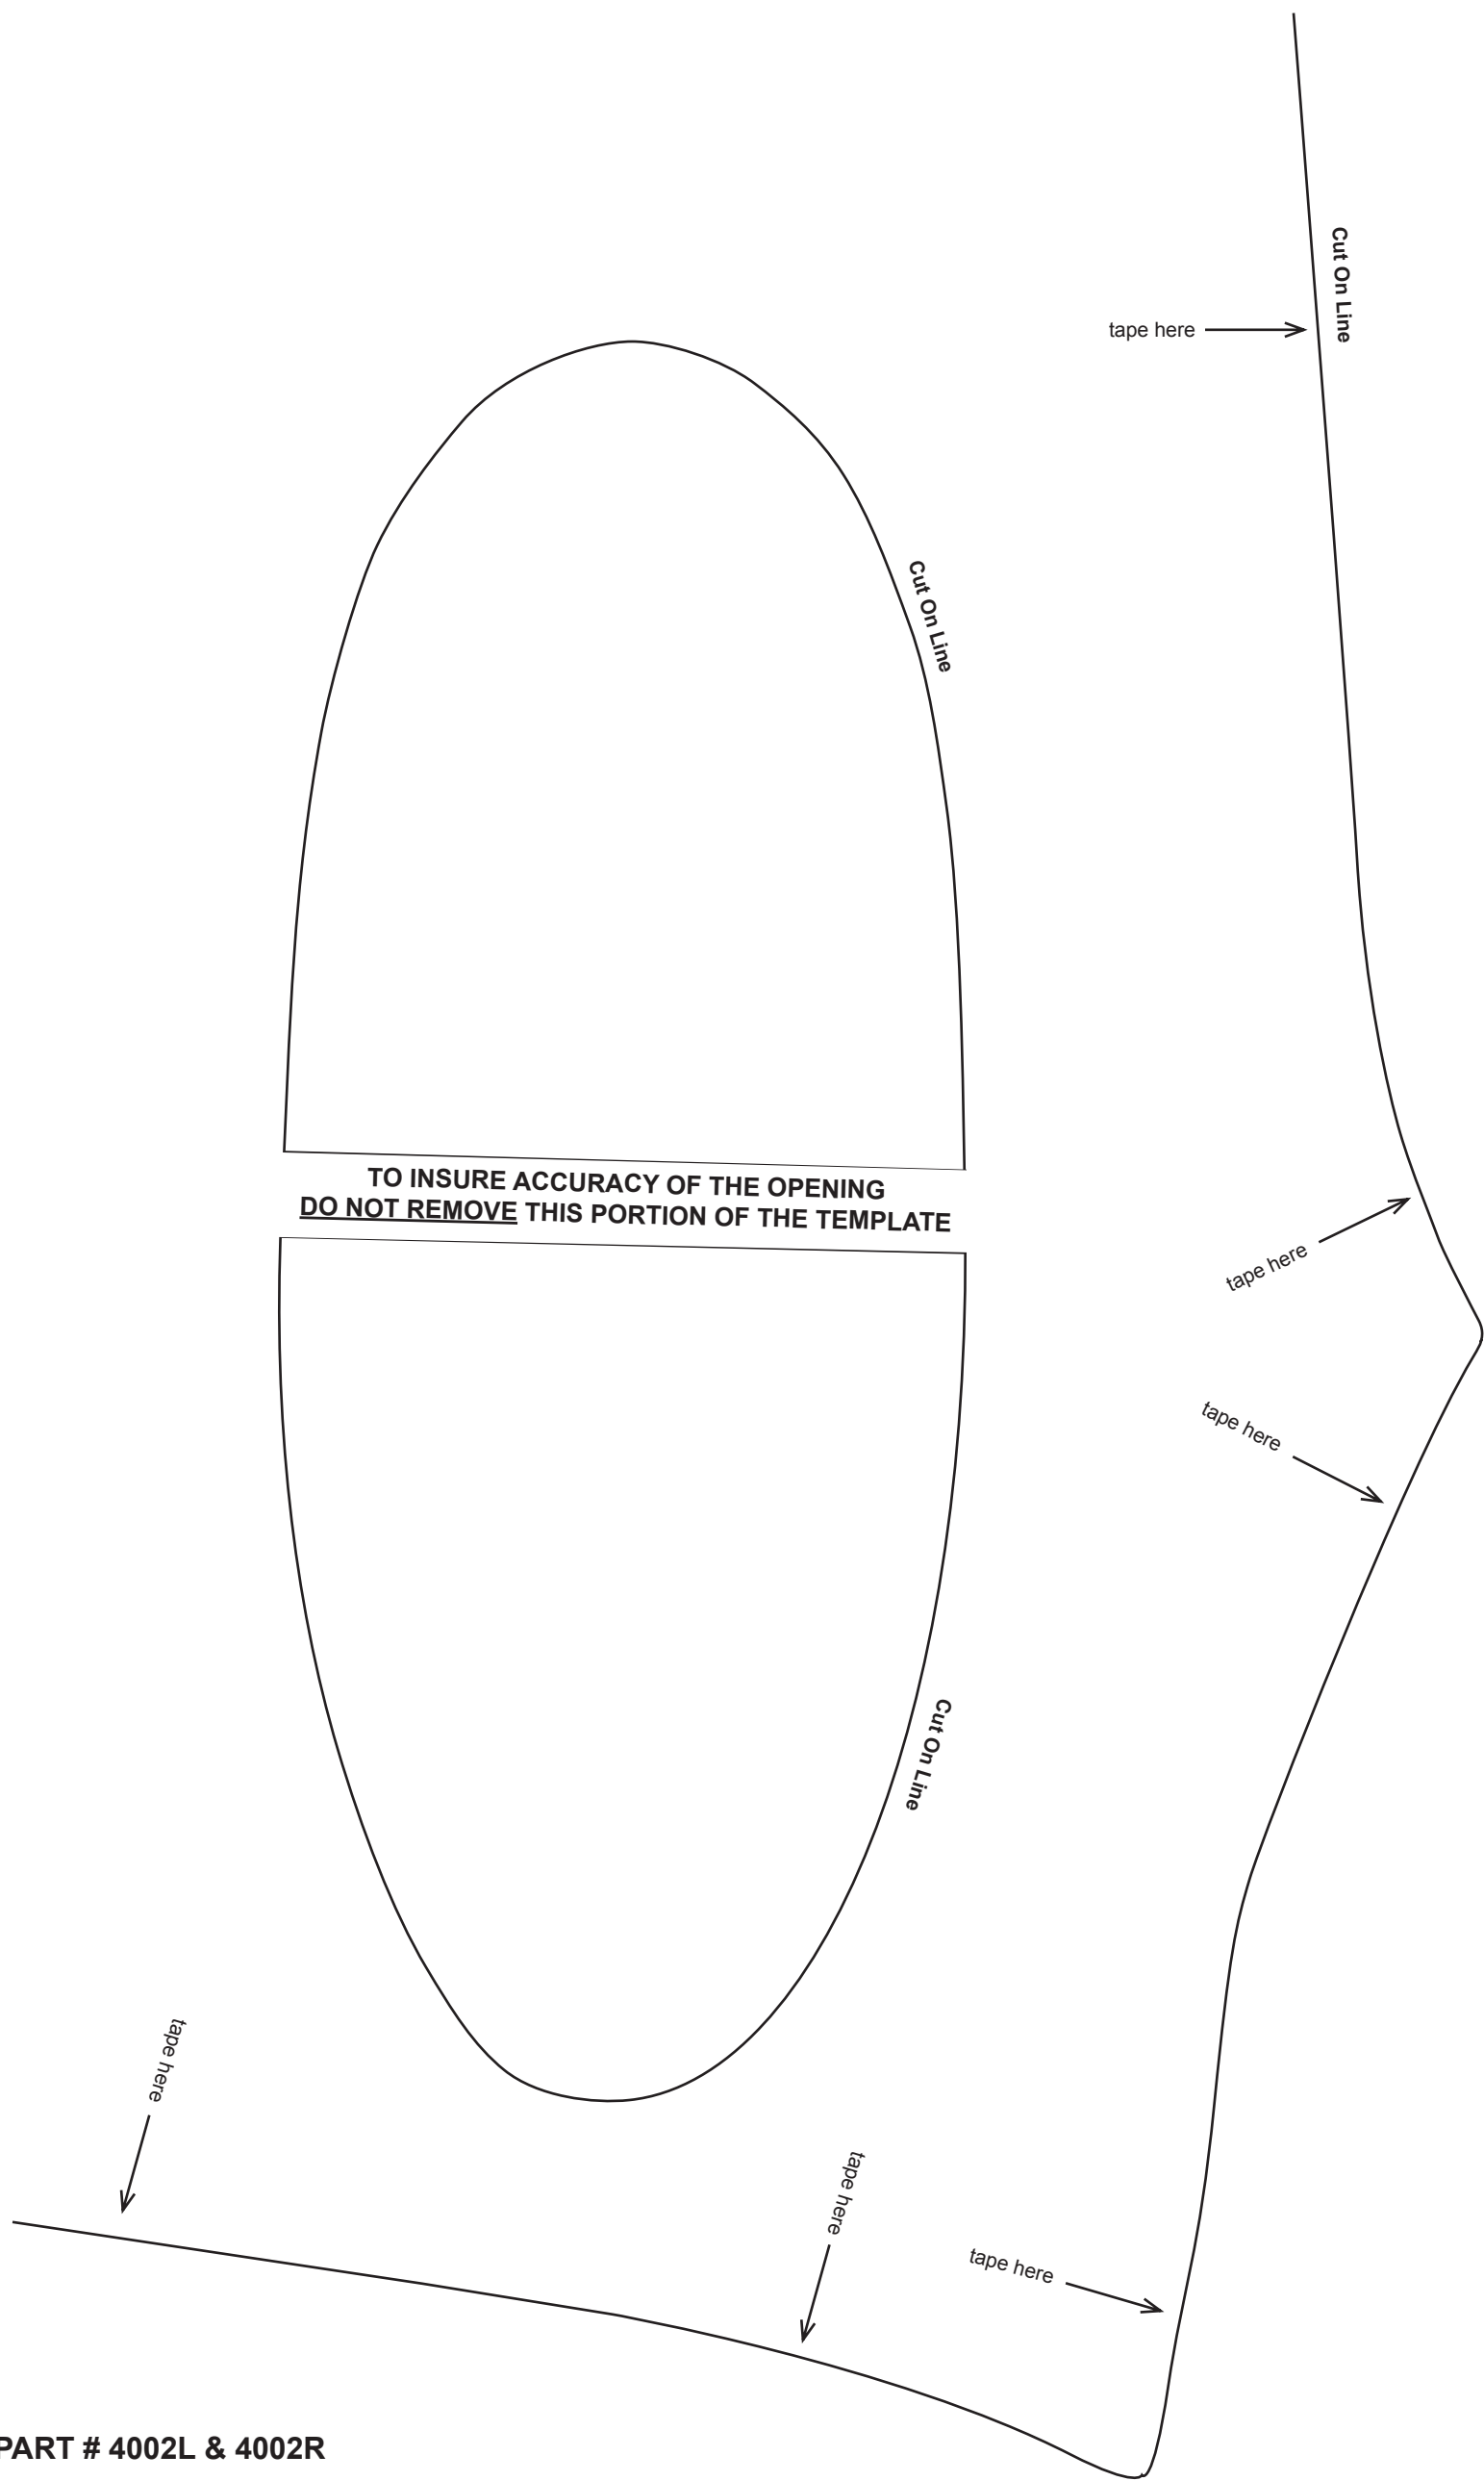 Cut On Line
tape here
Cut On Line
TO INSURE ACCURACY OF THE OPENING
DO NOT REMOVE THIS PORTION OF THE TEMPLATE
tape here
tape here
Cut On Line
tape here
tape here
tape here
PART # 4002L & 4002R